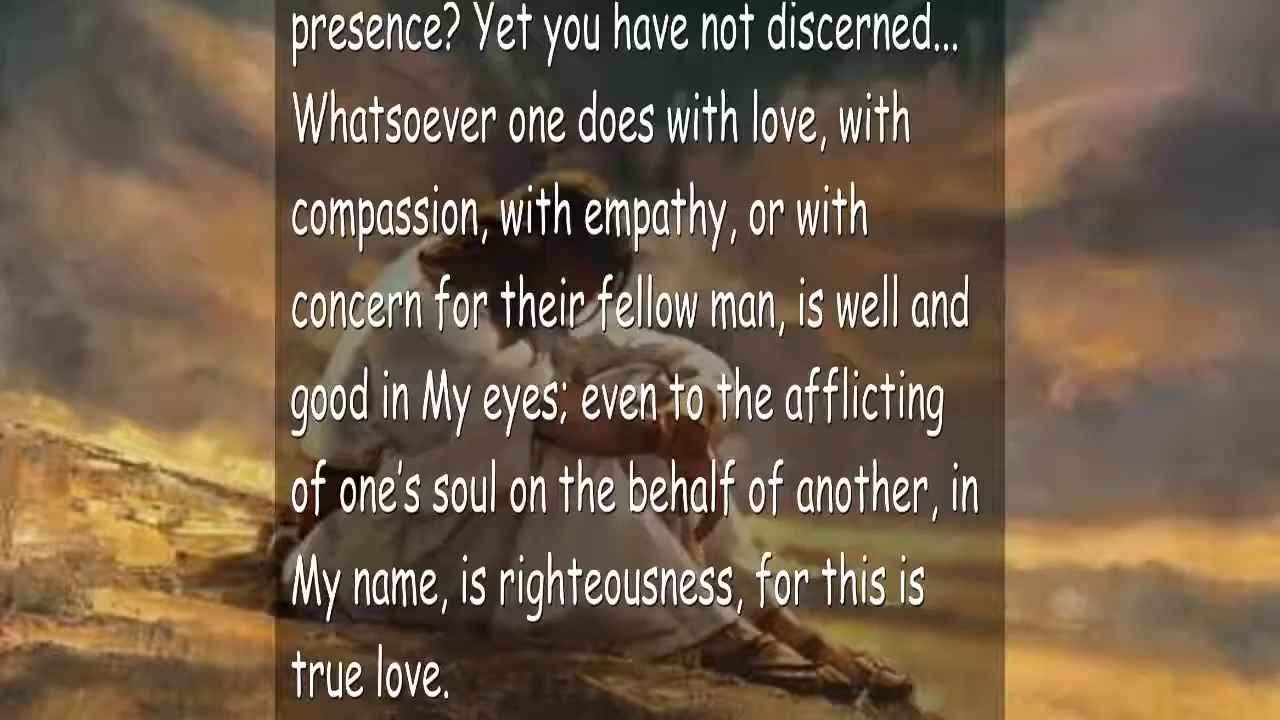 presence? Yet you have not discerned...
Whatsoever one does with love, with
compassion, with empathy, or with
concern for their fellow man, is well and
good in My eyes; even to the afflicting
of one's soul on the behalf of another, in
My name, is righteousness, for this is
true love.